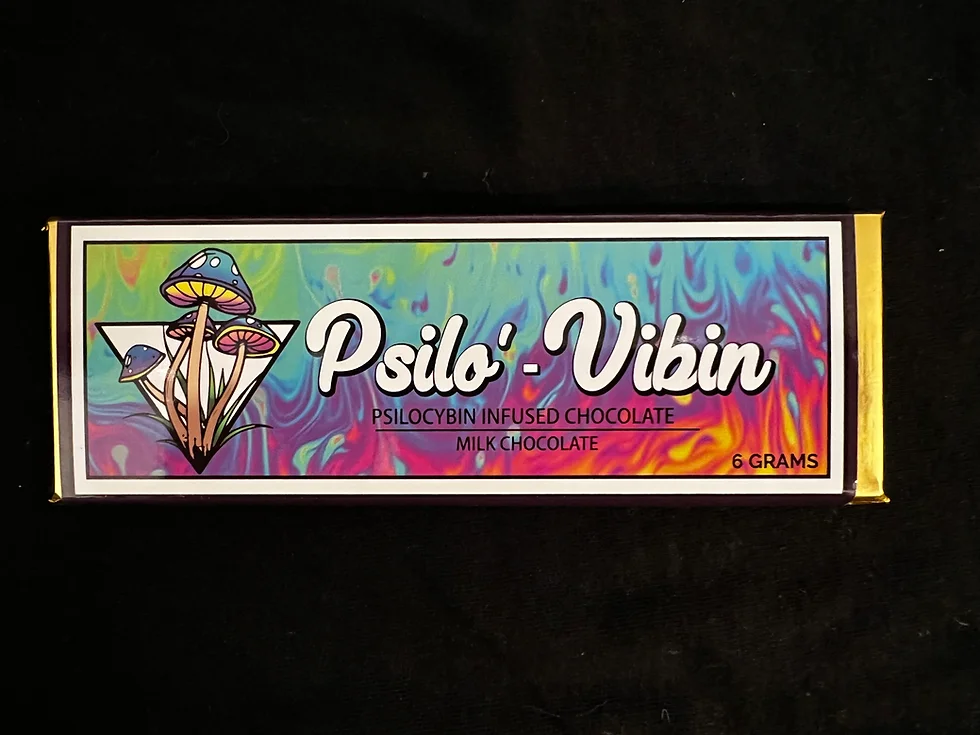 Psilo' - Vibin
PSILOCYBIN INFUSED CHOCOLATE
MILK CHOCOLATE
6 GRAMS